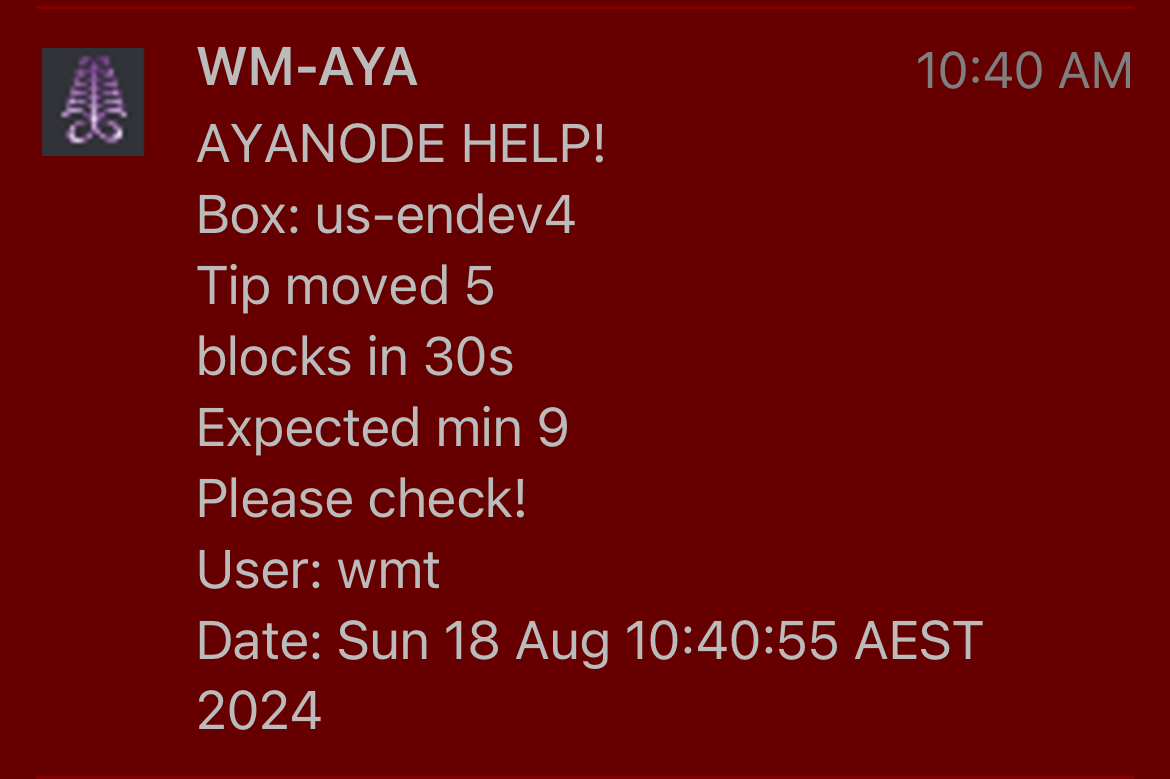 WM-AYA 10:40 AM
AYANODE HELP!
Box: us-endev4
Tip moved 5
blocks in 30s
Expected min 9
Please check!
User: wmt
Date: Sun 18 Aug 10:40:55 AEST
2024